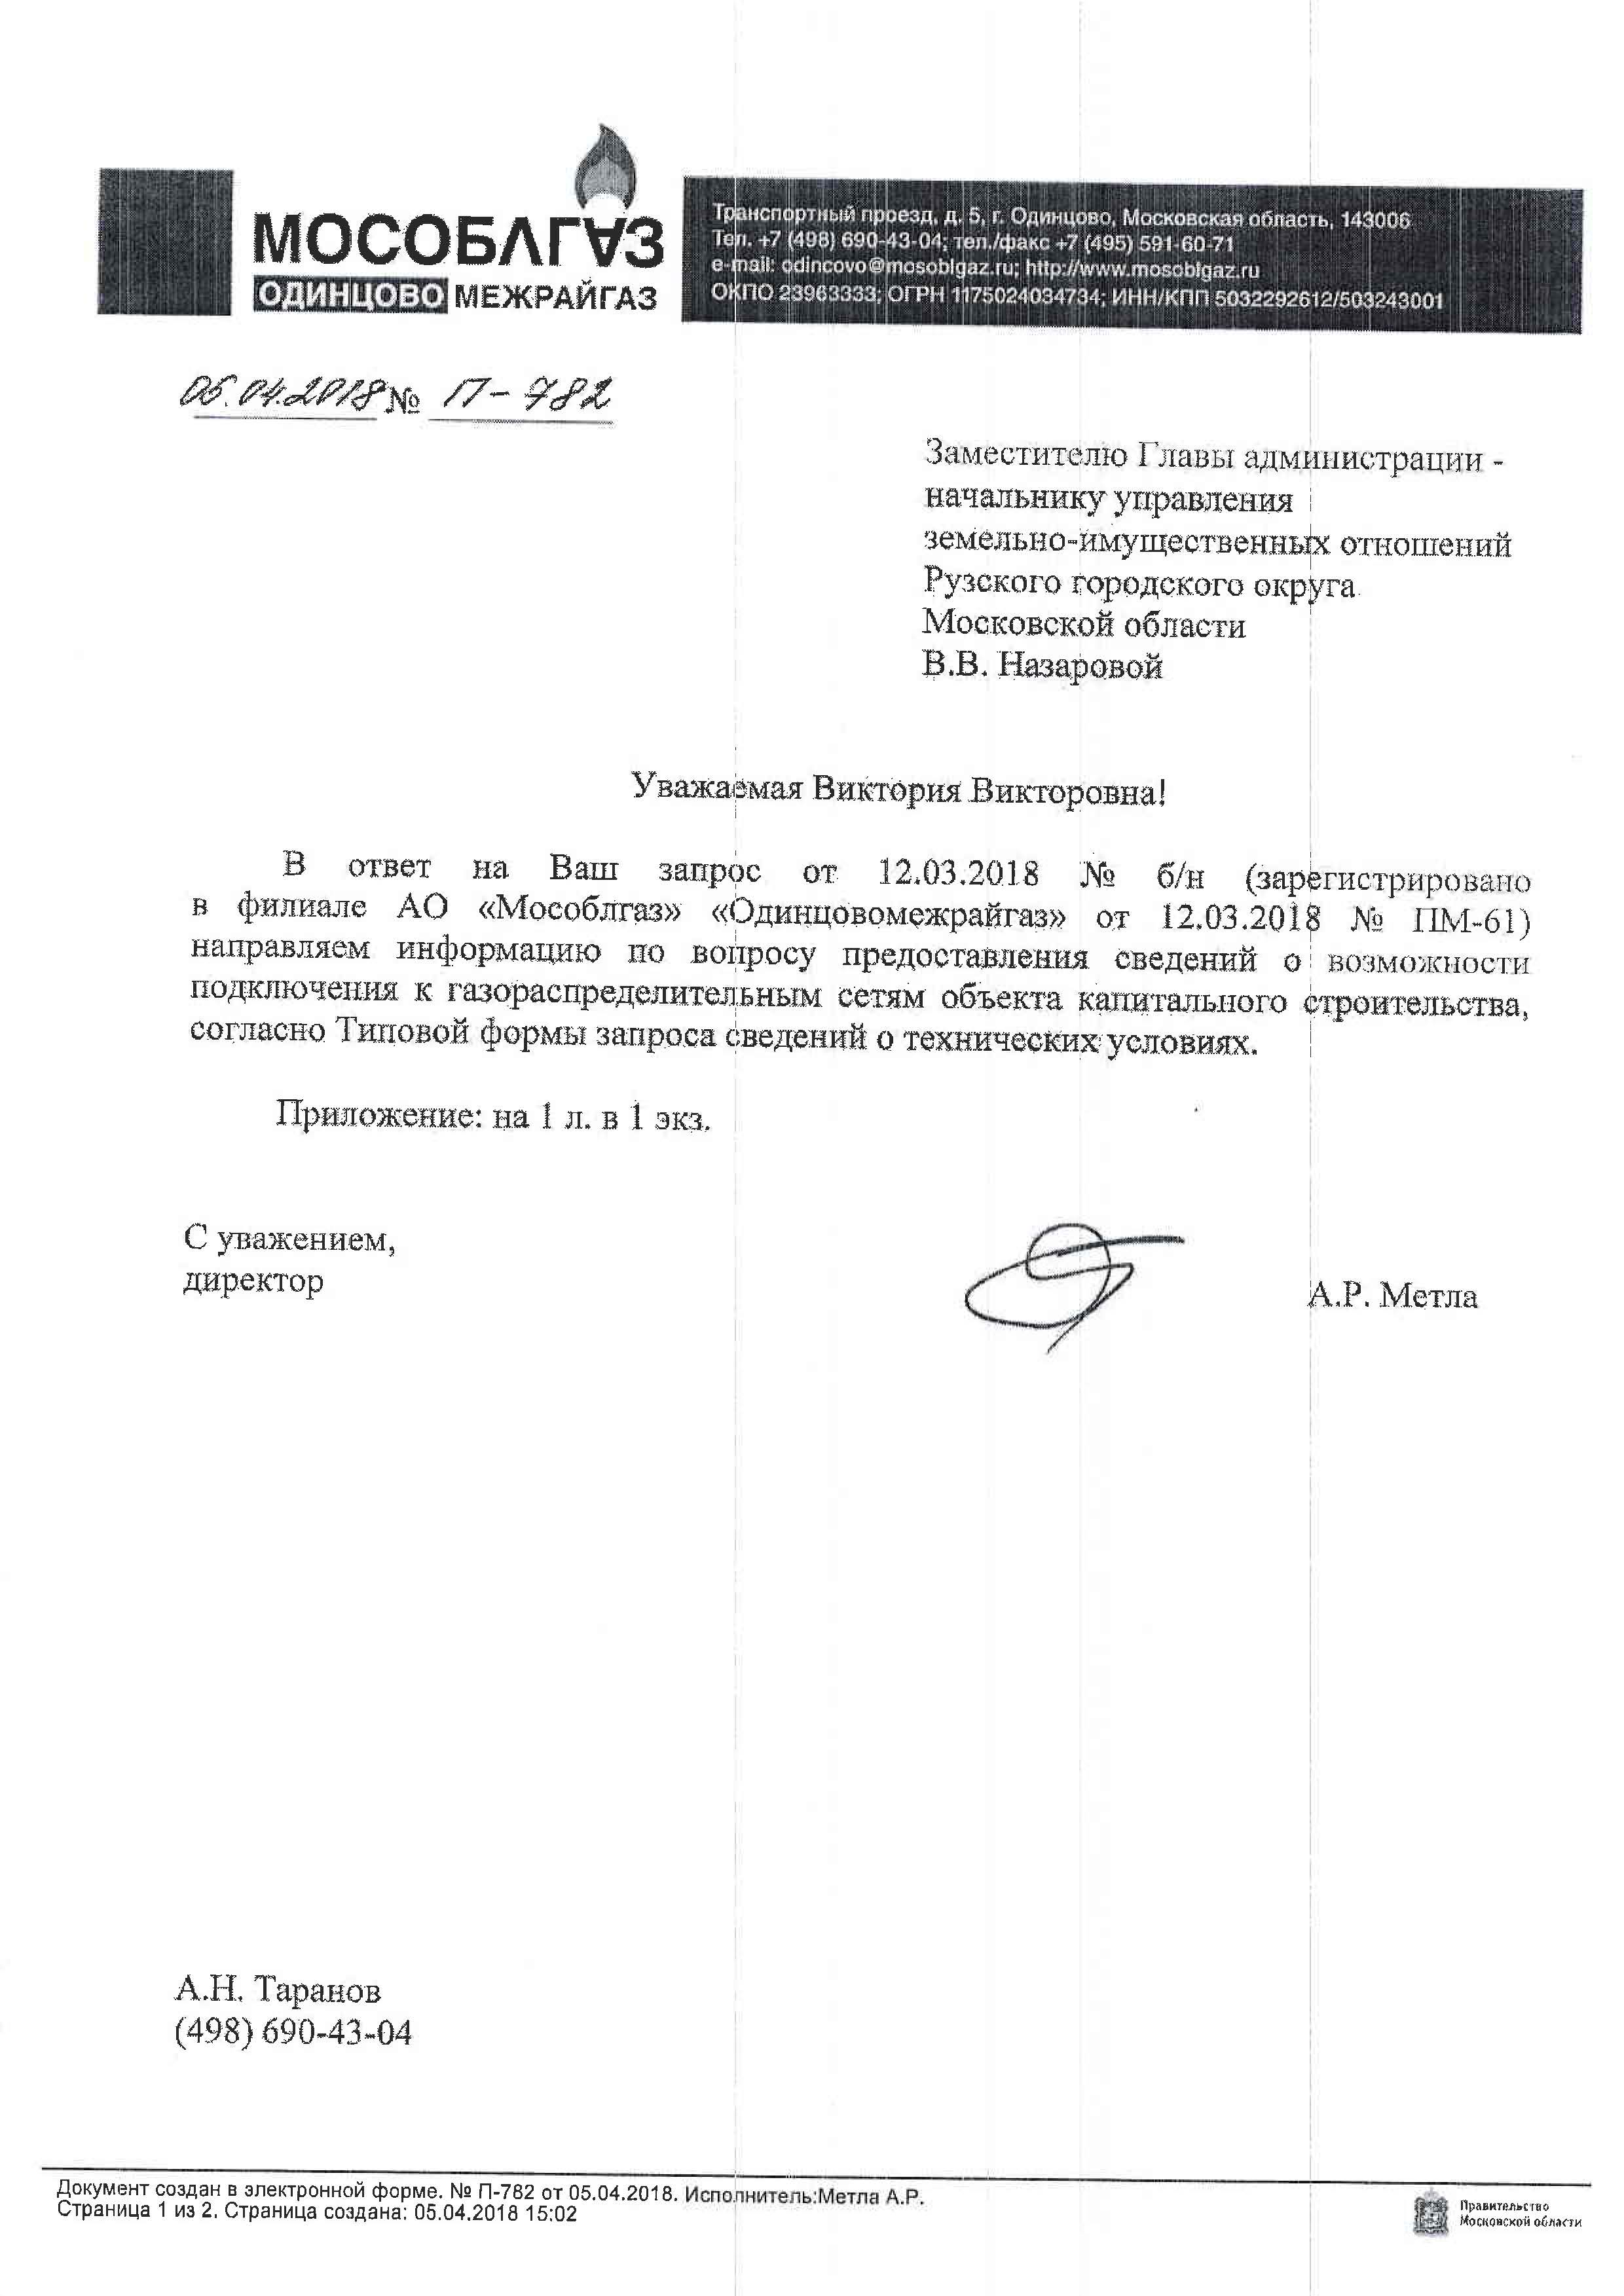 МОСОБЛГАЗ
ОДИНЦОВО МЕЖРАЙГАЗ
Транспортный проезд, д. 5, г. Одинцово, Московская область, 143006
Тел. +7 (498) 690-43-04; тел./факс +7 (495) 591-60-71
e-mail: odincovo@mosoblgaz.ru; http://www.mosoblgaz.ru
ОКПО 23963333; ОГРН 1175024034734; ИНН/КПП 5032292612/503243001
05.04.2018 № П-782
Заместителю Главы администрации -
начальнику управления
земельно-имущественных отношений
Рузского городского округа
Московской области
В.В. Назаровой
Уважаемая Виктория Викторовна!
В ответ на Ваш запрос от 12.03.2018 № б/н (зарегистрировано
в филиале АО «Мособлгаз» «Одинцовомежрайгаз» от 12.03.2018 № ПМ-61)
направляем информацию по вопросу предоставления сведений о возможности
подключения к газораспределительным сетям объекта капитального строительства,
согласно Типовой формы запроса сведений о технических условиях.
Приложение: на 1 л. в 1 экз.
С уважением,
директор
А.Р. Метла
А.Н. Таранов
(498) 690-43-04
Документ создан в электронной форме. № П-782 от 05.04.2018. Исполнитель:Метла А.Р.
Страница 1 из 2. Страница создана: 05.04.2018 15:02
Правительство
Московской области